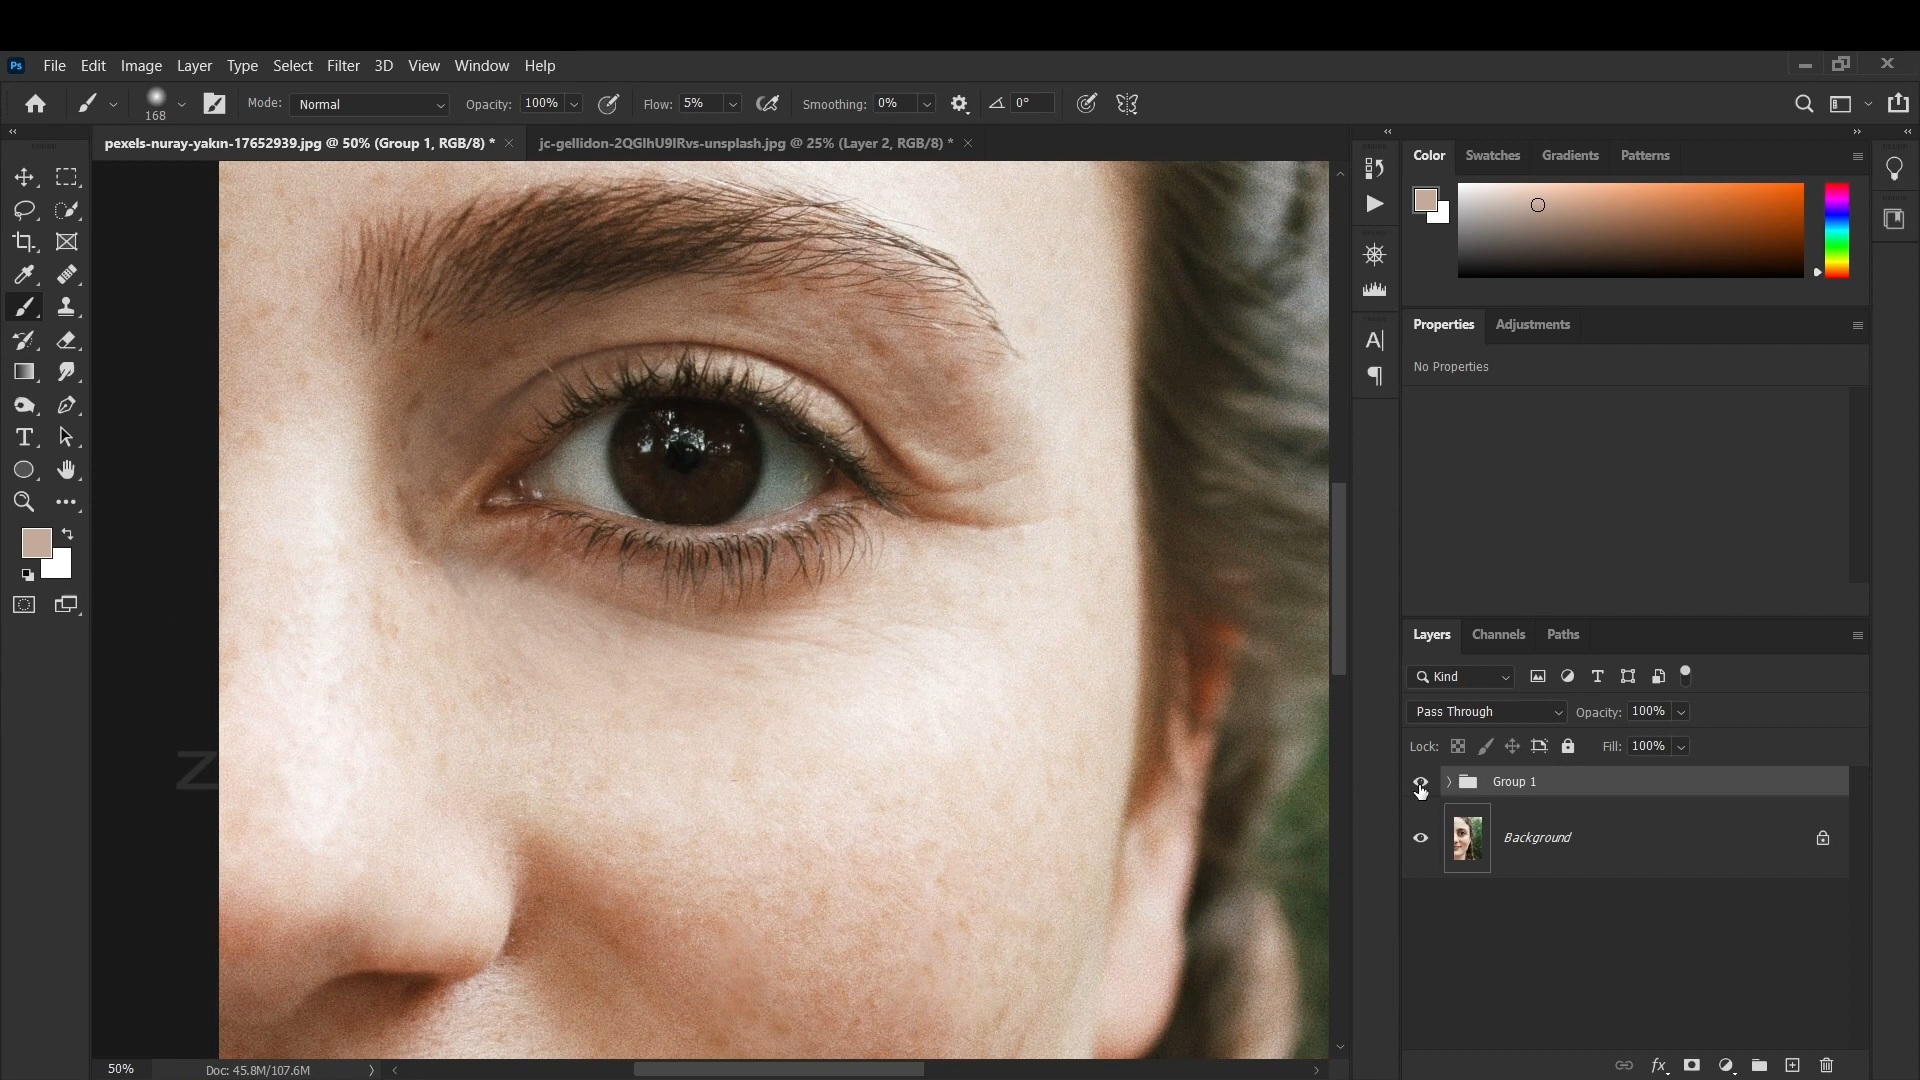 Ps File Edit Image Layer Type Select Filter 3D View Window Help
168 Mode: Normal Opacity: 100% Flow: 5% Smoothing: 0% 0°
pexels-nuray-yakın-17652939.jpg @ 50% (Group 1, RGB/8) * jc-gellidon-2QGlhU9lRvs-unsplash.jpg @ 25% (Layer 2, RGB/8) *
Color Swatches Gradients Patterns
Properties Adjustments
No Properties
Layers Channels Paths
Kind
Pass Through Opacity: 100%
Lock: Fill: 100%
Group 1
Background
Z
50% Doc: 45.8M/107.6M